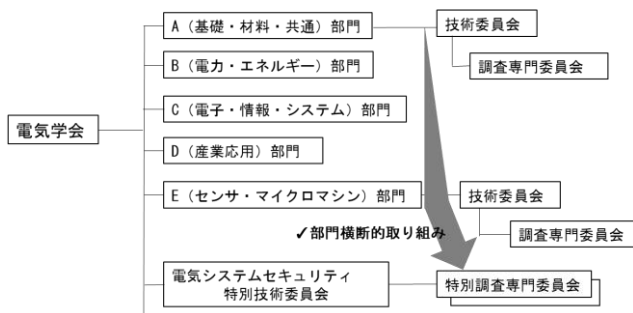 A（基礎・材料・共通）部門
技術委員会
調査専門委員会
B（電力・エネルギー）部門
C（電子・情報・システム）部門
電気学会
D（産業応用）部門
E（センサ・マイクロマシン）部門
技術委員会
✓部門横断的取り組み
調査専門委員会
電気システムセキュリティ
特別技術委員会
特別調査専門委員会